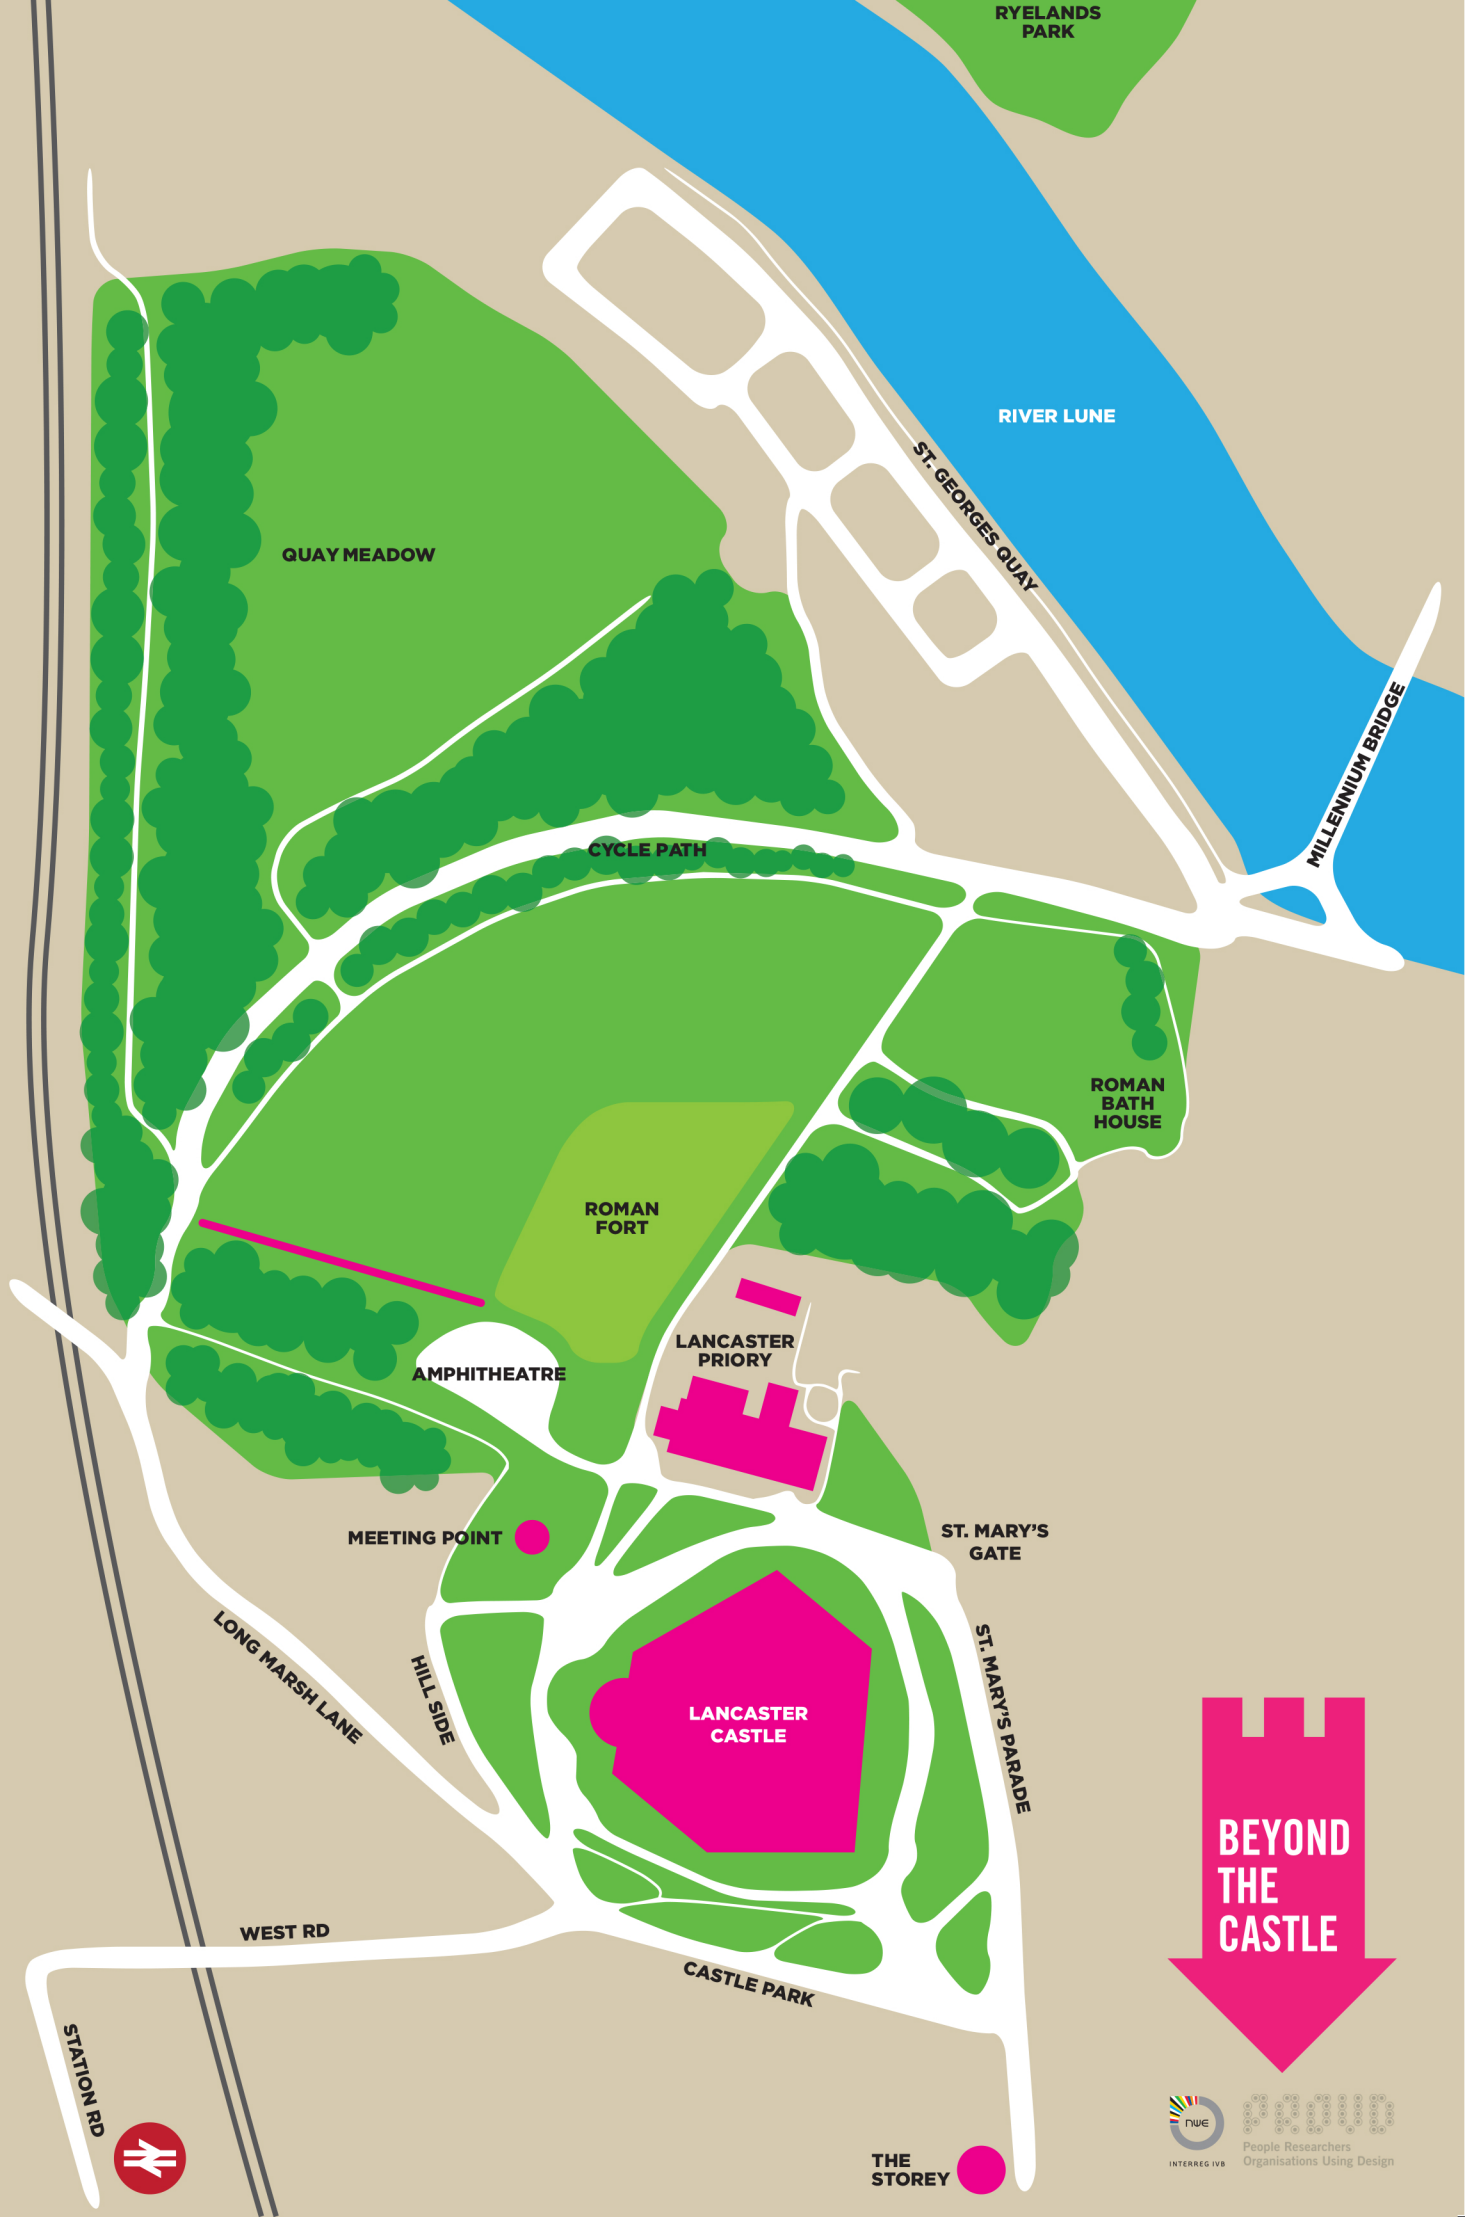 RYELANDS
PARK
RIVER LUNE
ST. GEORGES QUAY
QUAY MEADOW
MILLENNIUM BRIDGE
CYCLE PATH
ROMAN
BATH
HOUSE
ROMAN
FORT
LANCASTER
PRIORY
AMPHITHEATRE
MEETING POINT
ST. MARY'S
GATE
LONG MARSH LANE
HILL SIDE
ST. MARY'S PARADE
LANCASTER
CASTLE
BEYOND
THE
CASTLE
WEST RD
CASTLE PARK
STATION RD
THE
STOREY
NWE
INTERREG IVB
PROUD
People Researchers
Organisations Using Design